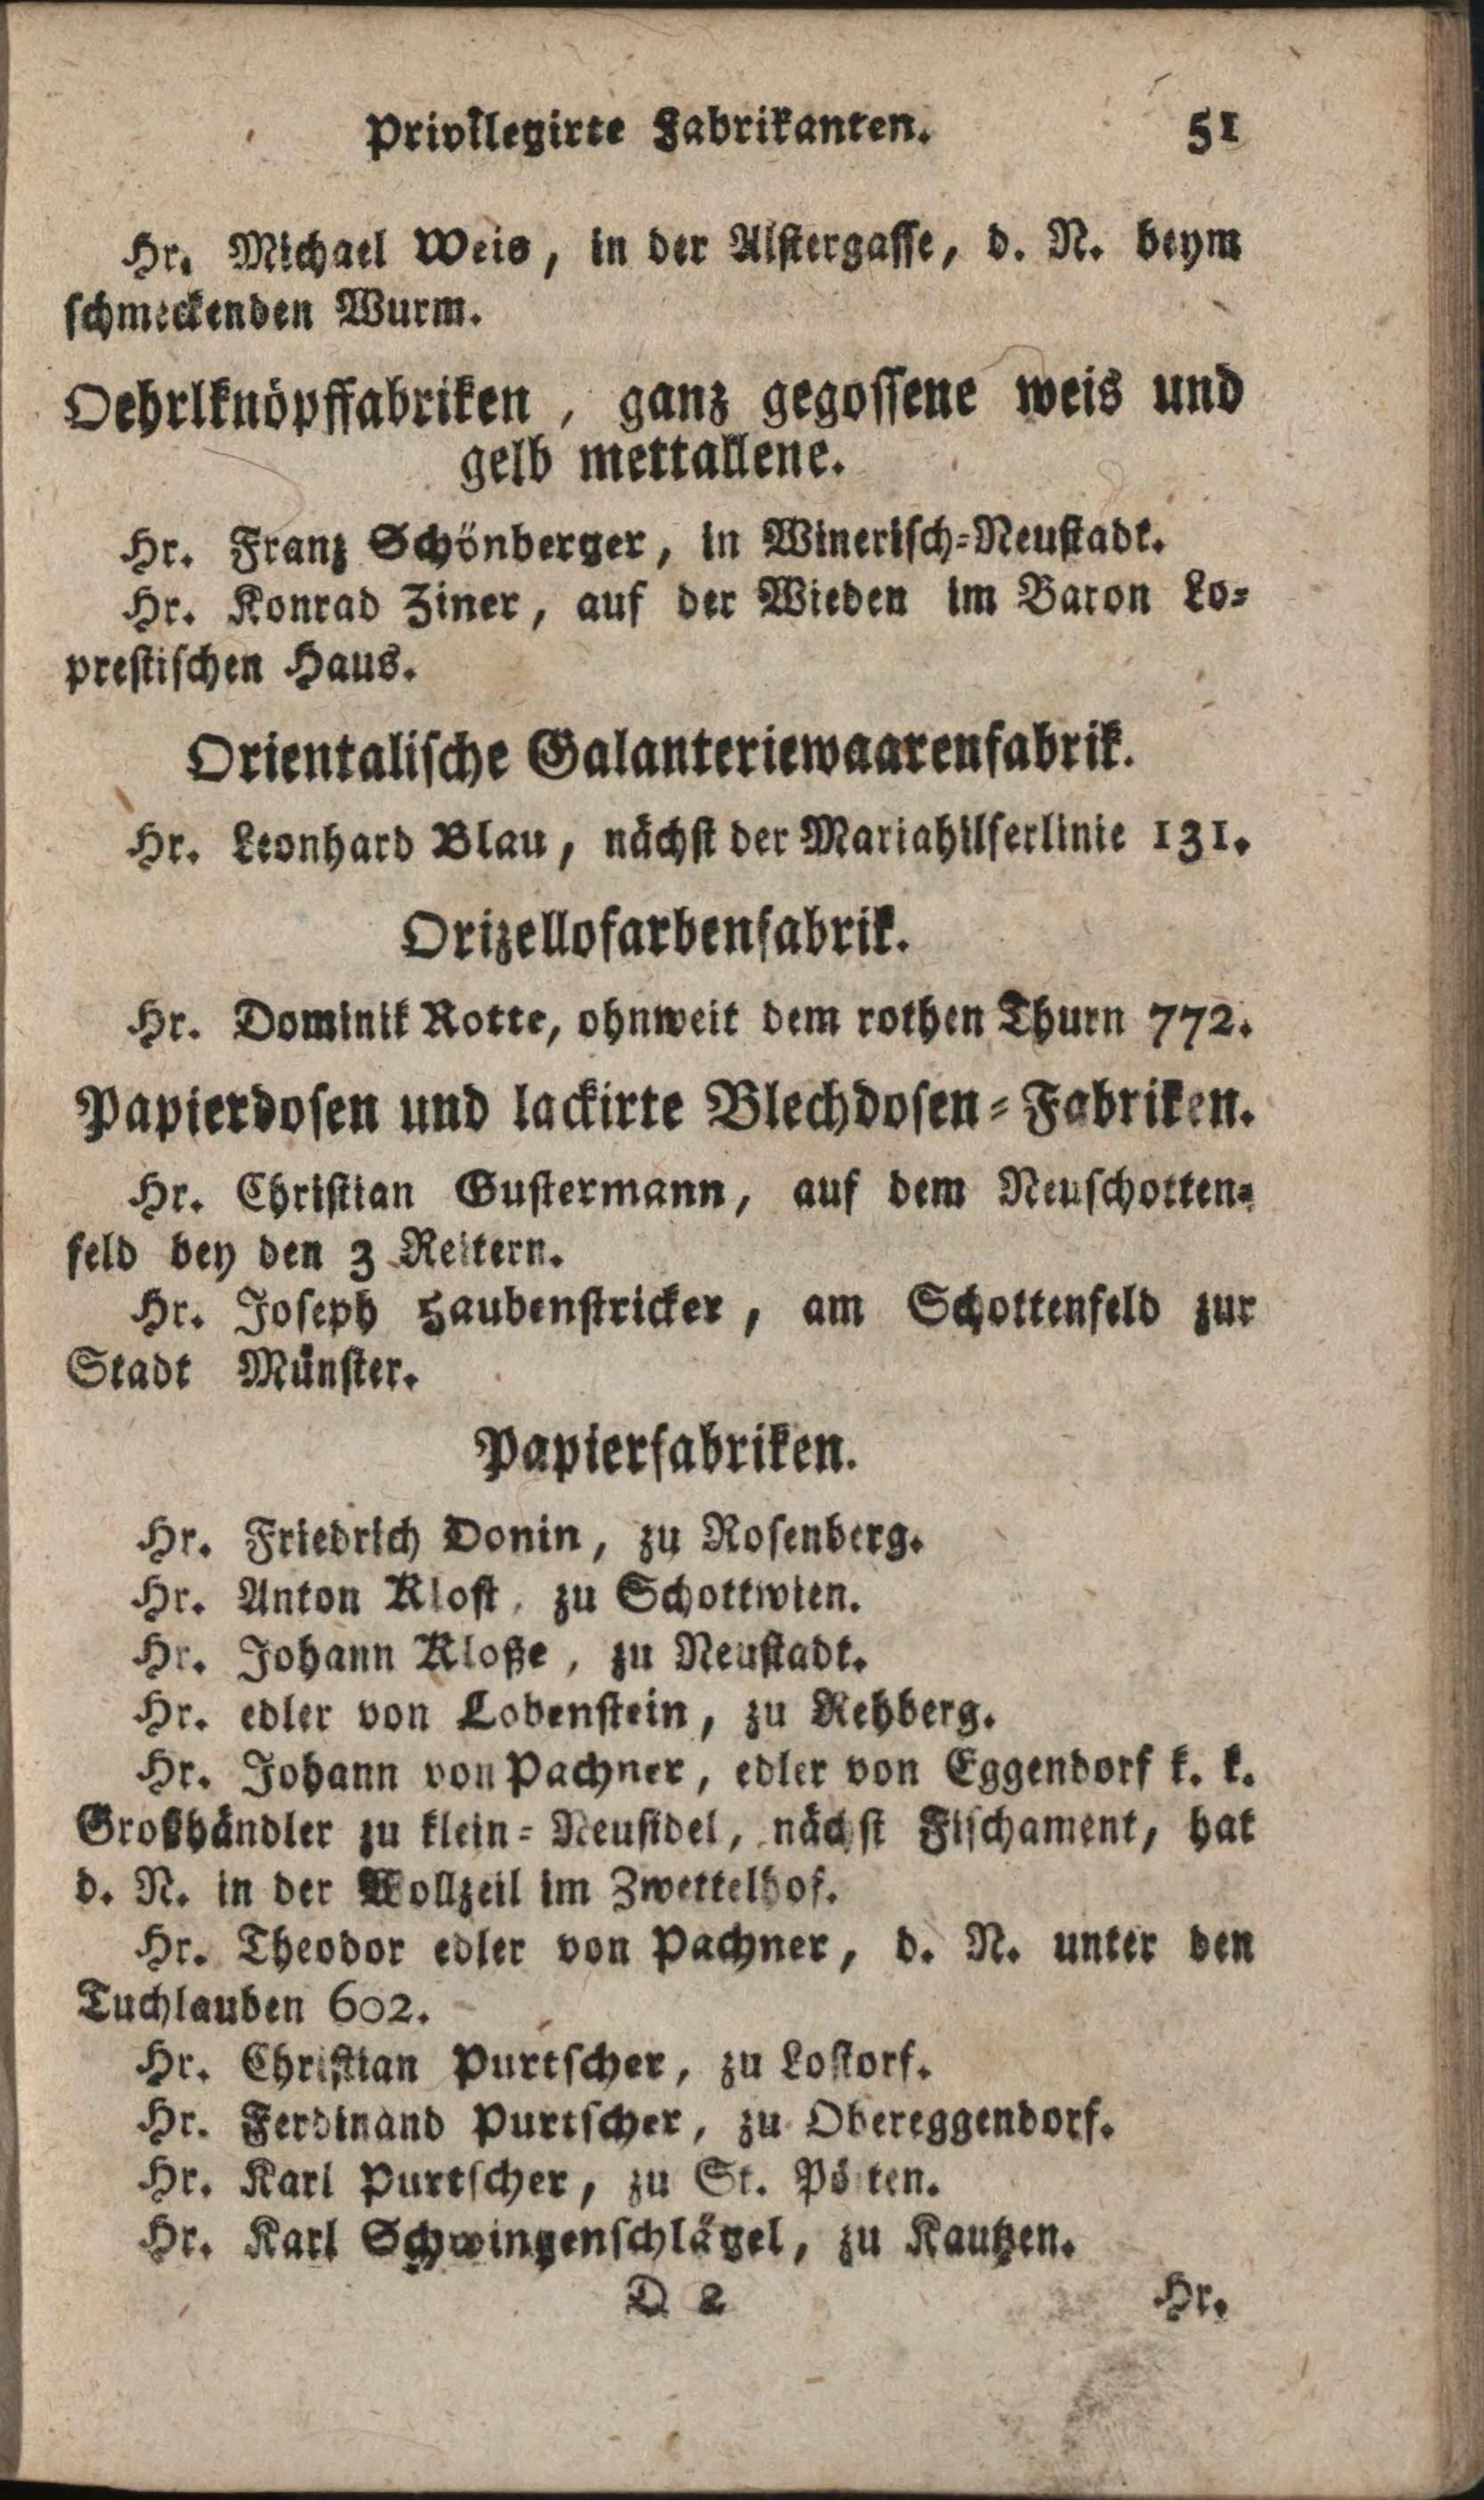 Privilegirte Fabrikanten. 51
Hr. Michael Weis, in der Alstergasse, d. N. beym
schmeckenden Wurm.
Oehrlknöpffabriken, ganz gegossene weis und
gelb mettallene.
Hr. Franz Schönberger, in Winerisch-Neustadt.
Hr. Konrad Ziner, auf der Wieden im Baron Lo-
prestischen Haus.
Orientalische Galanteriewaarenfabrik.
Hr. Leonhard Blau, nächst der Mariahilferlinie 131.
Orizellofarbenfabrik.
Hr. Dominik Rotte, ohnweit dem rothen Thurn 772.
Papierdosen und lackirte Blechdosen-Fabriken.
Hr. Christian Gustermann, auf dem Neuschotten-
feld bey den 3 Reitern.
Hr. Joseph Haubenstricker, am Schottenfeld zur
Stadt Münster.
Papierfabriken.
Hr. Friedrich Donin, zu Rosenberg.
Hr. Anton Klost, zu Schottwien.
Hr. Johann Kloße, zu Neustadt.
Hr. edler von Lobenstein, zu Rehberg.
Hr. Johann von Pachner, edler von Eggendorf k. k.
Großhändler zu klein-Neusidel, nächst Fischament, hat
d. N. in der Wollzeil im Zwettelhof.
Hr. Theodor edler von Pachner, d. N. unter den
Tuchlauben 602.
Hr. Christian Purtscher, zu Lostorf.
Hr. Ferdinand Purtscher, zu Obereggendorf.
Hr. Karl Purtscher, zu St. Pölten.
Hr. Karl Schwingenschlägel, zu Kautzen.
D 2 Hr.